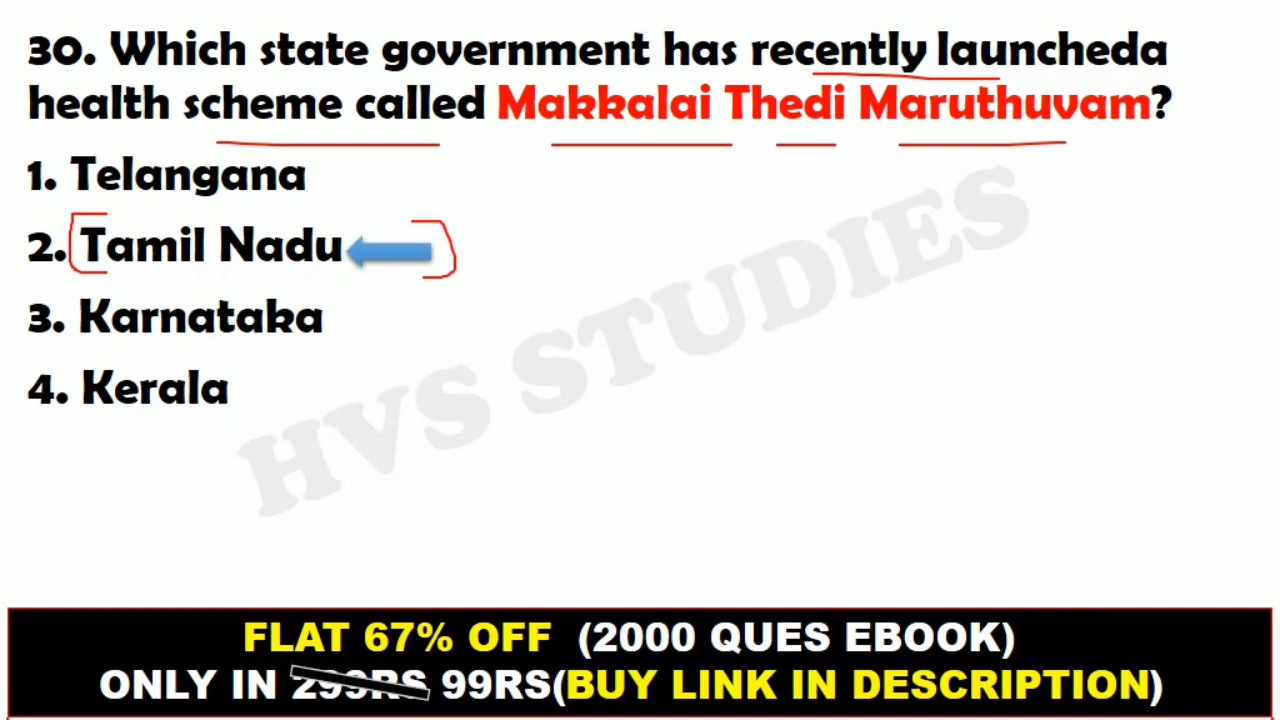 30. Which state government has recently launcheda
health scheme called Makkalai Thedi Maruthuvam?
1. Telangana
2. Tamil Nadu
3. Karnataka
4. Kerala
HVS STUDIES
FLAT 67% OFF (2000 QUES EBOOK)
ONLY IN 299RS 99RS(BUY LINK IN DESCRIPTION)